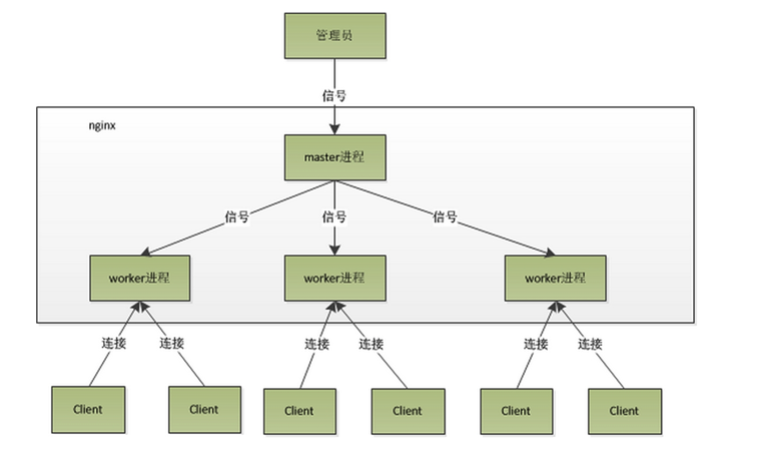 管理员
信号
nginx
master进程
信号 信号 信号
worker进程 worker进程 worker进程
连接 连接 连接 连接 连接 连接
Client Client Client Client Client Client